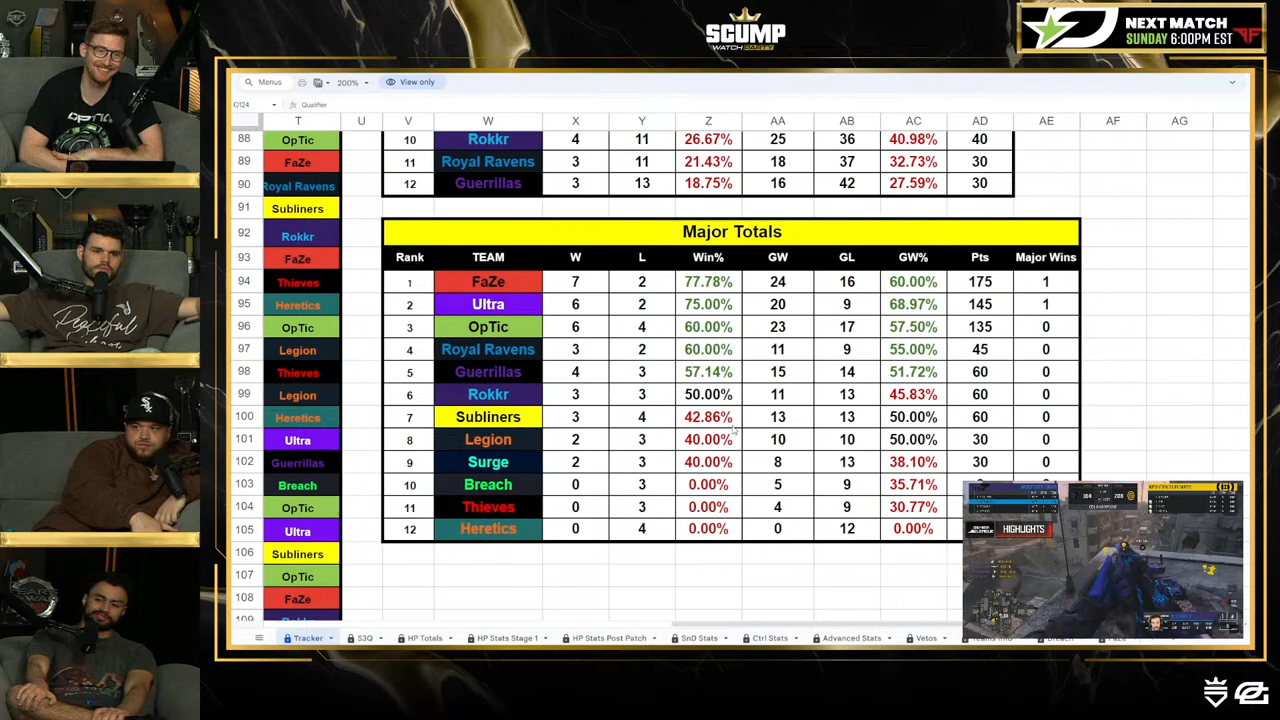 SCUMP
WATCH PARTY
NEXT MATCH
SUNDAY 6:00PM EST
Menus 200% View only
O124 fx Qualifier
T U V W X Y Z AA AB AC AD AE AF AG
88 OpTic 10 Rokkr 4 11 26.67% 25 36 40.98% 40
89 FaZe 11 Royal Ravens 3 11 21.43% 18 37 32.73% 30
90 Royal Ravens 12 Guerrillas 3 13 18.75% 16 42 27.59% 30
91 Subliners
92 Rokkr Major Totals
93 FaZe Rank TEAM W L Win% GW GL GW% Pts Major Wins
94 Thieves 1 FaZe 7 2 77.78% 24 16 60.00% 175 1
95 Heretics 2 Ultra 6 2 75.00% 20 9 68.97% 145 1
96 OpTic 3 OpTic 6 4 60.00% 23 17 57.50% 135 0
97 Legion 4 Royal Ravens 3 2 60.00% 11 9 55.00% 45 0
98 Thieves 5 Guerrillas 4 3 57.14% 15 14 51.72% 60 0
99 Legion 6 Rokkr 3 3 50.00% 11 13 45.83% 60 0
100 Heretics 7 Subliners 3 4 42.86% 13 13 50.00% 60 0
101 Ultra 8 Legion 2 3 40.00% 10 10 50.00% 30 0
102 Guerrillas 9 Surge 2 3 40.00% 8 13 38.10% 30 0
103 Breach 10 Breach 0 3 0.00% 5 9 35.71%
104 OpTic 11 Thieves 0 3 0.00% 4 9 30.77%
105 Ultra 12 Heretics 0 4 0.00% 0 12 0.00%
106 Subliners
107 OpTic
108 FaZe
109 Rokkr
HIGHLIGHTS
Tracker S3Q HP Totals HP Stats Stage 1 HP Stats Post Patch SnD Stats Ctrl Stats Advanced Stats Vetos Teams Info Breach FaZe